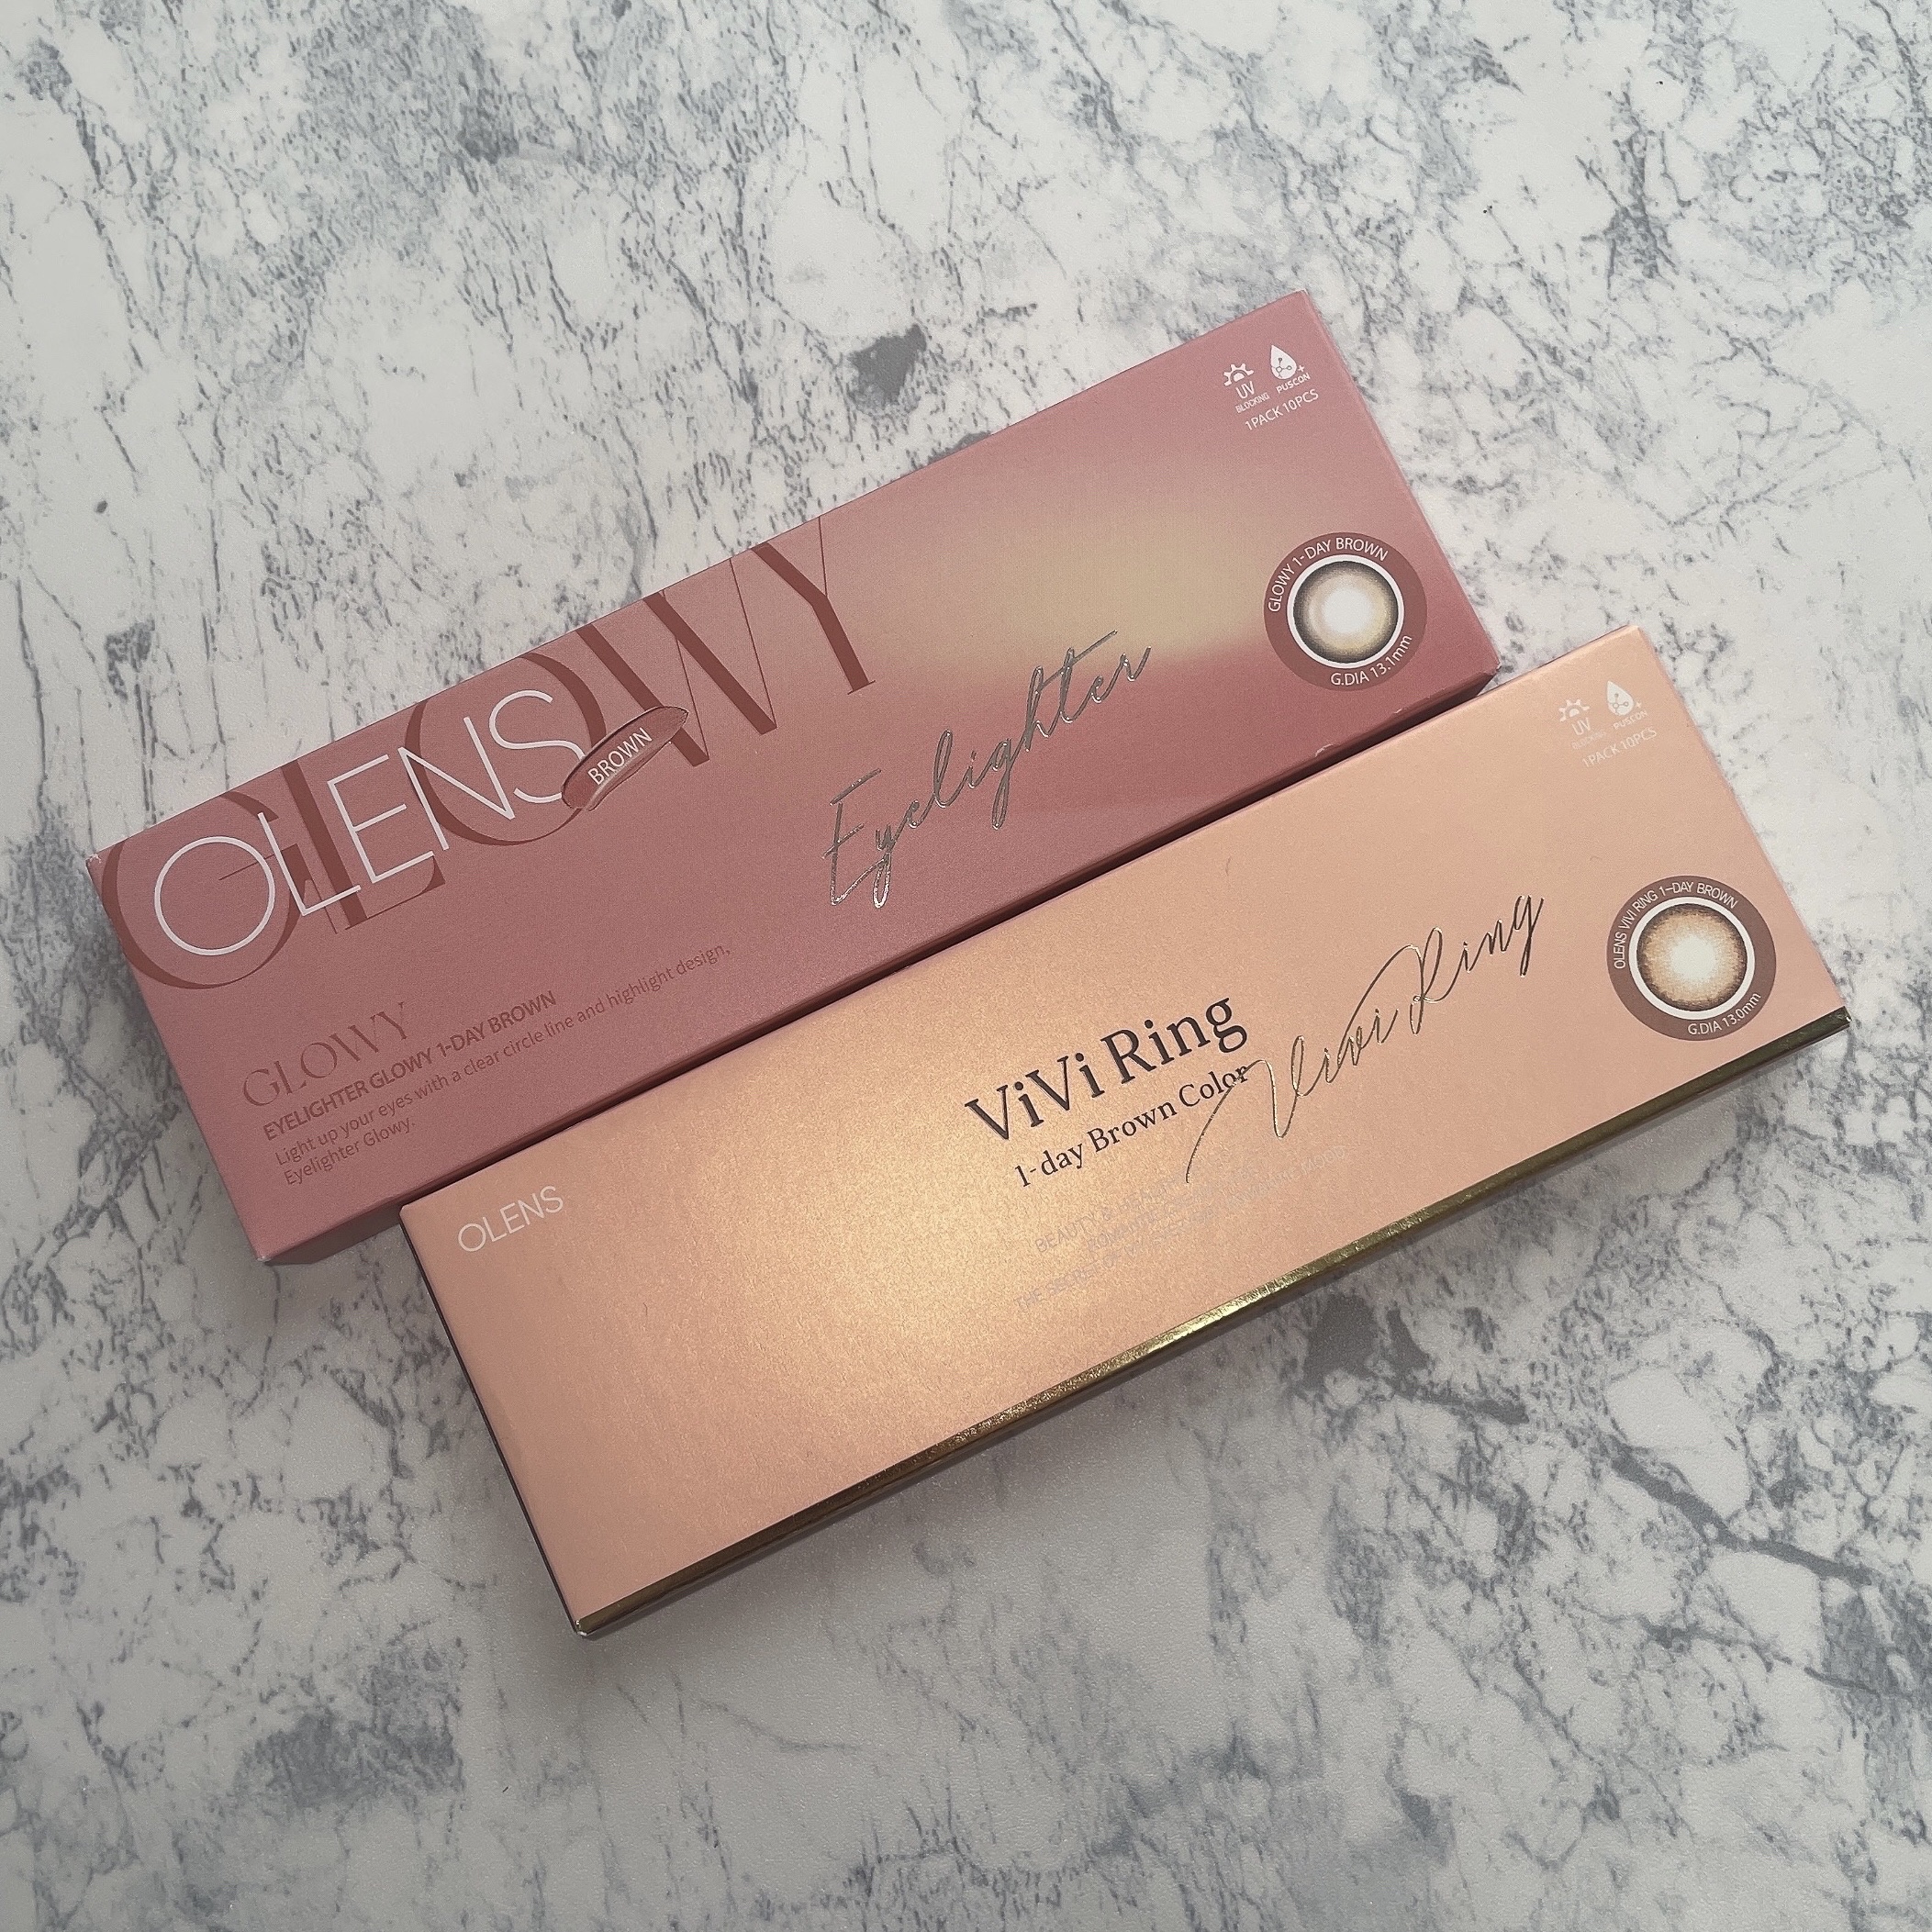 UV
BLOCKING
PUSCON
1PACK 10PCS
GLOWY
OLENS
BROWN
Eyelighter
GLOWY 1-DAY BROWN
G.DIA 13.1mm
GLOWY
EYELIGHTER GLOWY 1-DAY BROWN
Light up your eyes with a clear circle line and highlight design,
Eyelighter Glowy.
UV
BLOCKING
PUSCON
1PACK 10PCS
OLENS
ViVi Ring
1-day Brown Color
Vivi Ring
OLENS VIVI RING 1-DAY BROWN
G.DIA 13.0mm
BEAUTY &
THE SECRET